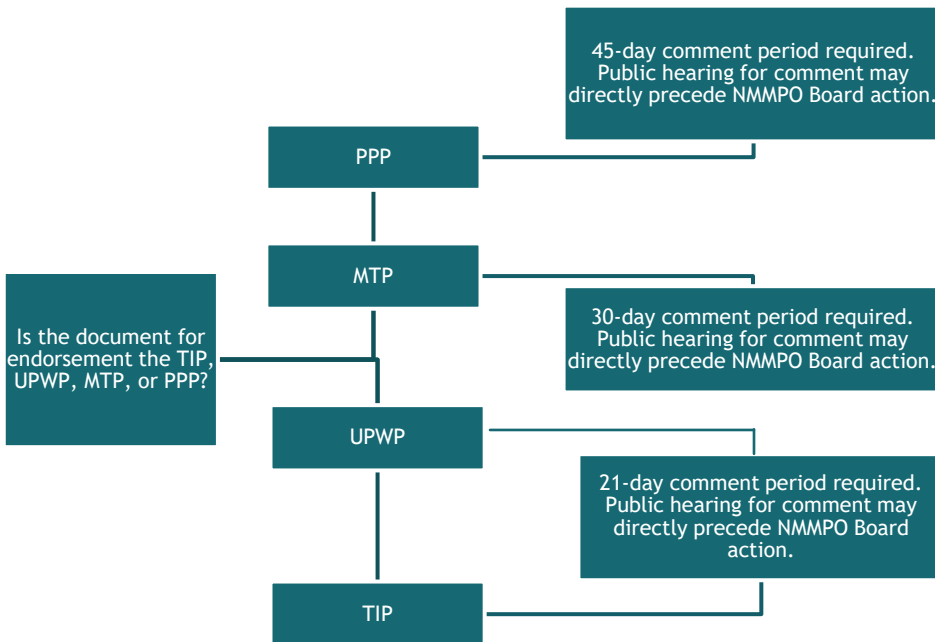 45-day comment period required.
Public hearing for comment may
directly precede NMMPO Board action.
PPP
MTP
Is the document for
endorsement the TIP,
UPWP, MTP, or PPP?
30-day comment period required.
Public hearing for comment may
directly precede NMMPO Board action.
UPWP
21-day comment period required.
Public hearing for comment may
directly precede NMMPO Board
action.
TIP